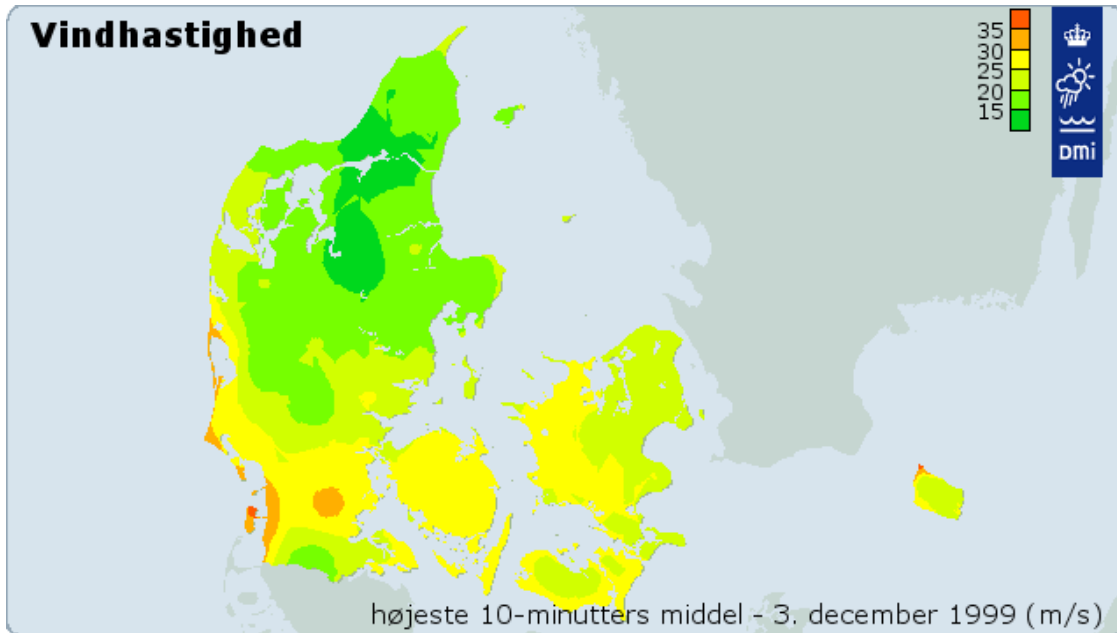 Vindhastighed
35
30
25
20
15
DMi
højeste 10-minutters middel - 3. december 1999 (m/s)